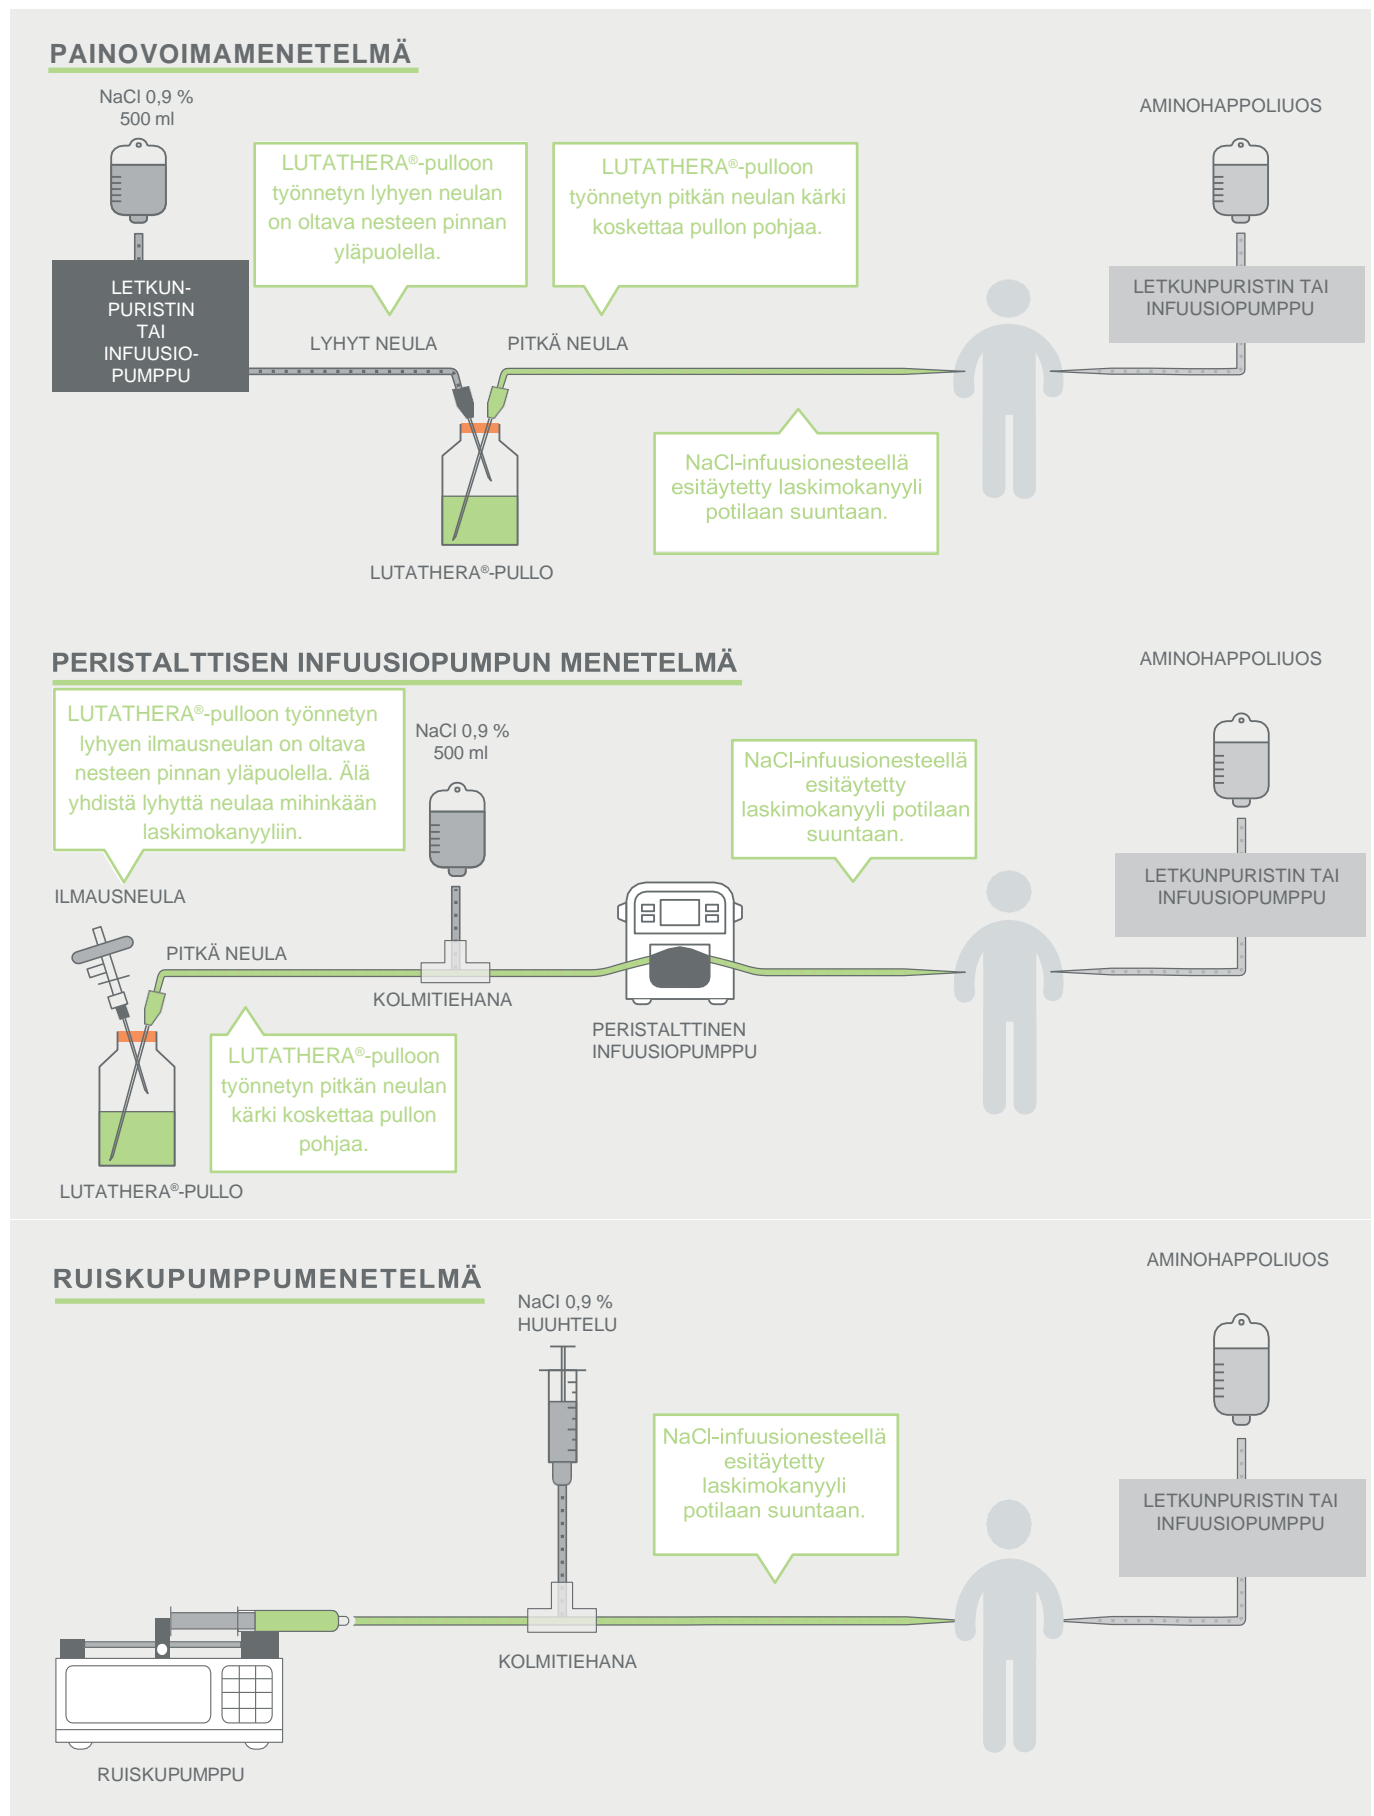 PAINOVOIMAMENETELMÄ
NaCl 0,9 %
500 ml
AMINOHAPPOLIUOS
LUTATHERA®-pulloon
työnnetyn lyhyen neulan
on oltava nesteen pinnan
yläpuolella.
LUTATHERA®-pulloon
työnnetyn pitkän neulan kärki
koskettaa pullon pohjaa.
LETKUN-
PURISTIN
TAI
INFUUSIO-
PUMPPU
LETKUNPURISTIN TAI
INFUUSIOPUMPPU
LYHYT NEULA
PITKÄ NEULA
NaCl-infuusionesteellä
esitäytetty laskimokanyyli
potilaan suuntaan.
LUTATHERA®-PULLO
PERISTALTTISEN INFUUSIOPUMPUN MENETELMÄ
AMINOHAPPOLIUOS
LUTATHERA®-pulloon työnnetyn
lyhyen ilmausneulan on oltava
nesteen pinnan yläpuolella. Älä
yhdistä lyhyttä neulaa mihinkään
laskimokanyyliin.
NaCl 0,9 %
500 ml
NaCl-infuusionesteellä
esitäytetty
laskimokanyyli potilaan
suuntaan.
LETKUNPURISTIN TAI
INFUUSIOPUMPPU
ILMAUSNEULA
PITKÄ NEULA
KOLMITIEHANA
PERISTALTTINEN
INFUUSIOPUMPPU
LUTATHERA®-pulloon
työnnetyn pitkän neulan
kärki koskettaa pullon
pohjaa.
LUTATHERA®-PULLO
RUISKUPUMPPUMENETELMÄ
AMINOHAPPOLIUOS
NaCl 0,9 %
HUUHTELU
NaCl-infuusionesteellä
esitäytetty
laskimokanyyli
potilaan suuntaan.
LETKUNPURISTIN TAI
INFUUSIOPUMPPU
KOLMITIEHANA
RUISKUPUMPPU